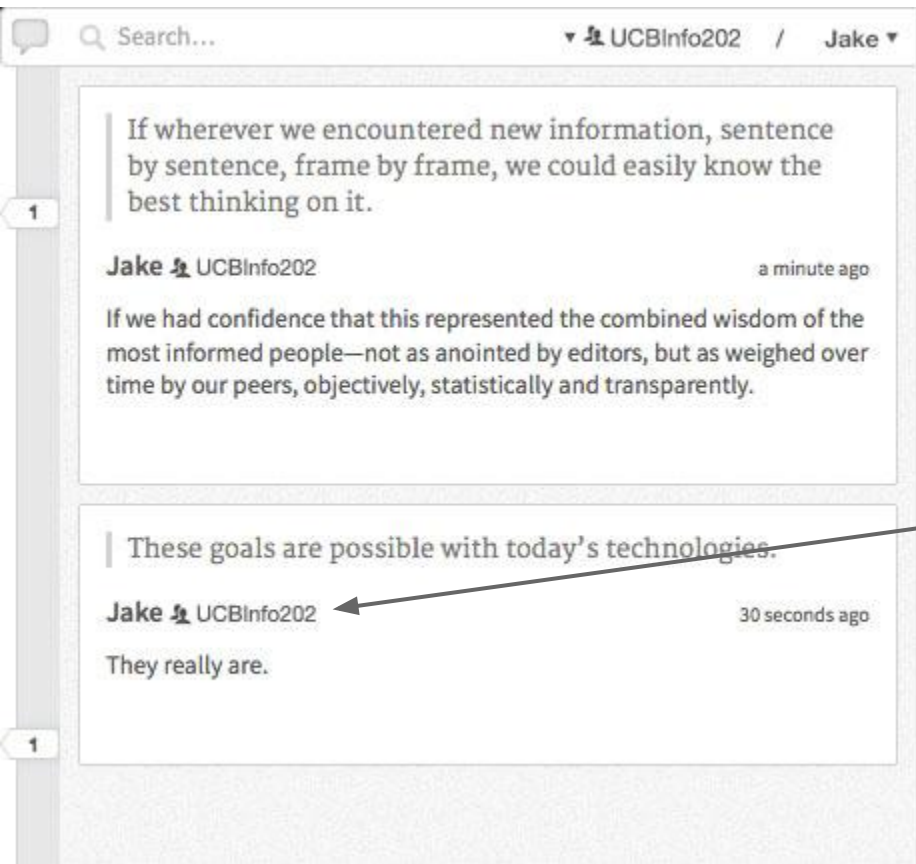 Search... ▾ UCBInfo202 / Jake ▾
If wherever we encountered new information, sentence
by sentence, frame by frame, we could easily know the
best thinking on it.
1
Jake UCBInfo202 a minute ago
If we had confidence that this represented the combined wisdom of the
most informed people—not as anointed by editors, but as weighed over
time by our peers, objectively, statistically and transparently.
These goals are possible with today's technologies.
Jake UCBInfo202 30 seconds ago
They really are.
1